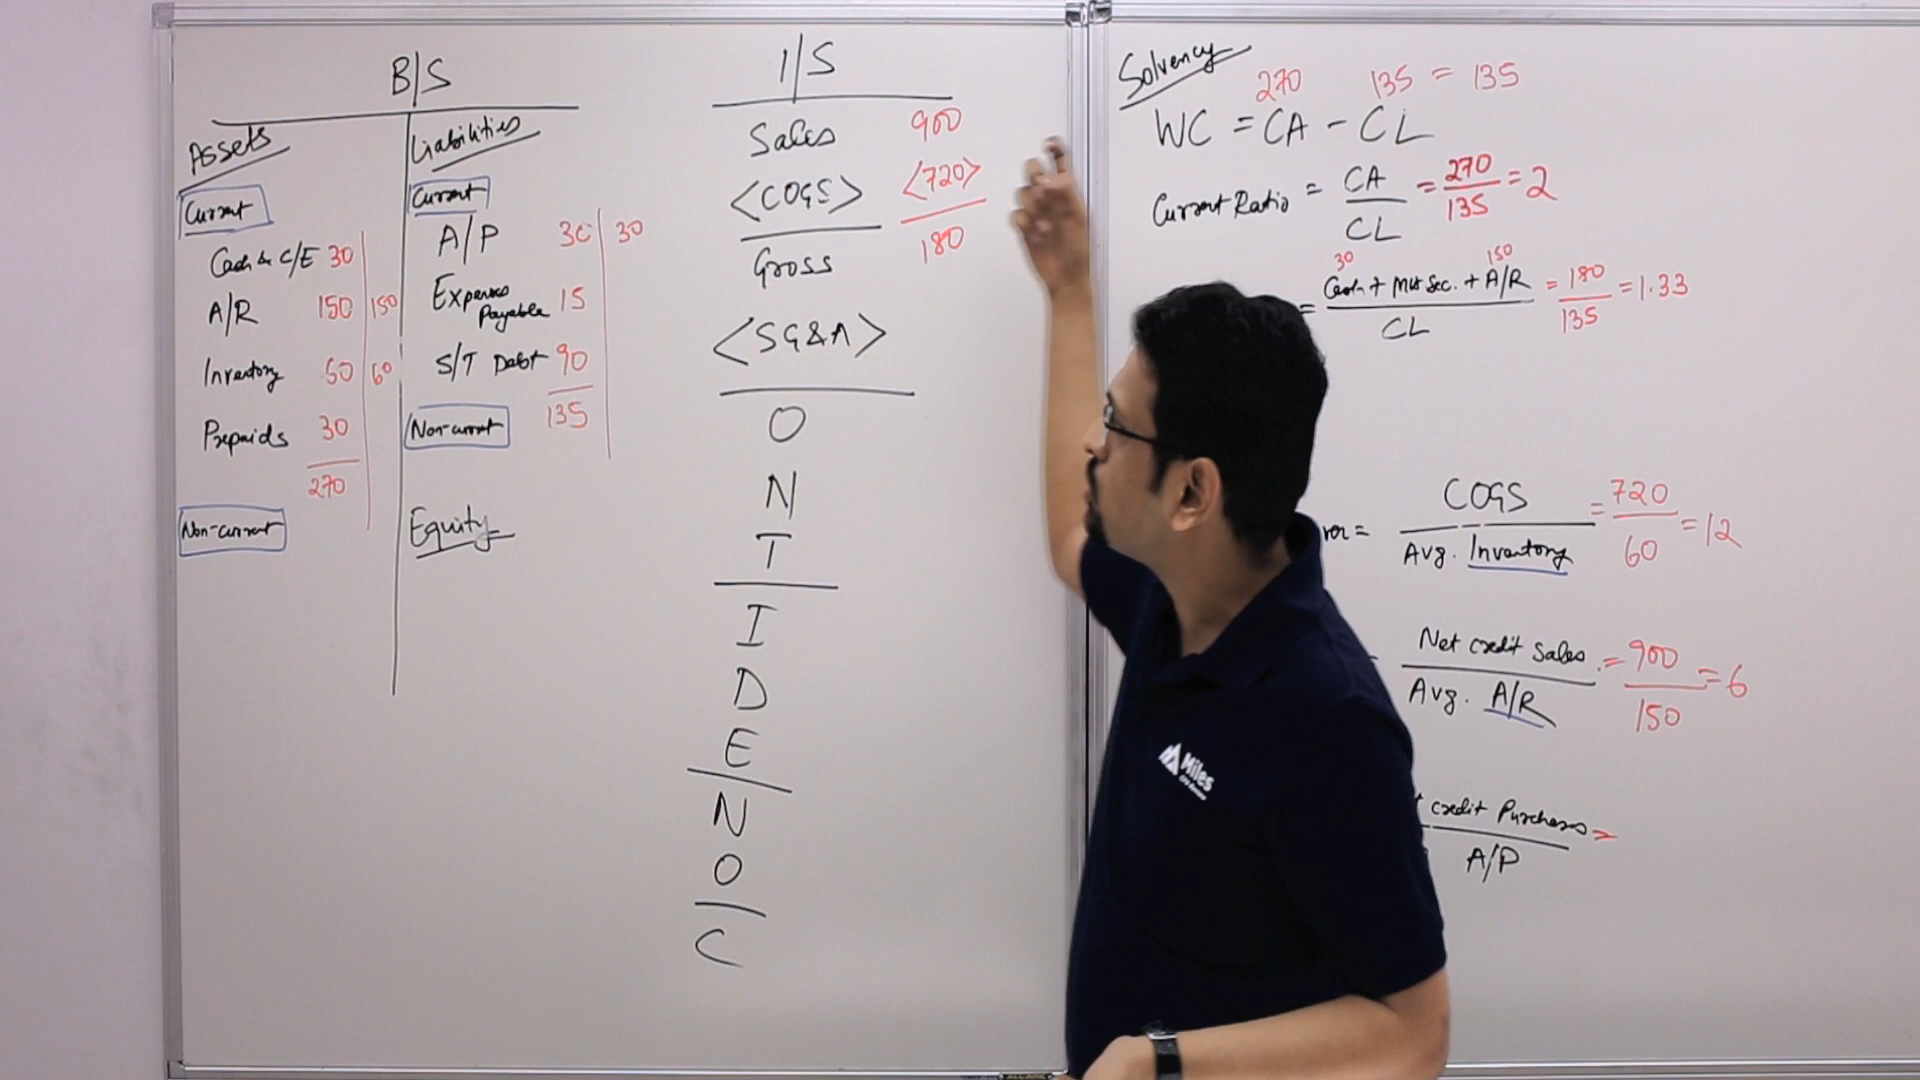 B/S
Assets
Current
Cash & C/E 30
A/R 150 150
Inventory 60 60
Prepaids 30
270
Non-current
Liabilities
Current
A/P 30 30
Expenses Payable 15
S/T Debt 90
135
Non-current
Equity
I/S
Sales 900
<COGS> <720>
Gross 180
<SG&A>
O
N
T
I
D
E
N
O
C
Solvency
270 135 = 135
WC = CA - CL
Current Ratio = CA / CL = 270 / 135 = 2
30 150
= Cash + Mkt Sec. + A/R / CL = 180 / 135 = 1.33
ver = COGS / Avg. Inventory = 720 / 60 = 12
Net credit Sales / Avg. A/R = 900 / 150 = 6
credit Purchases / A/P =
Miles